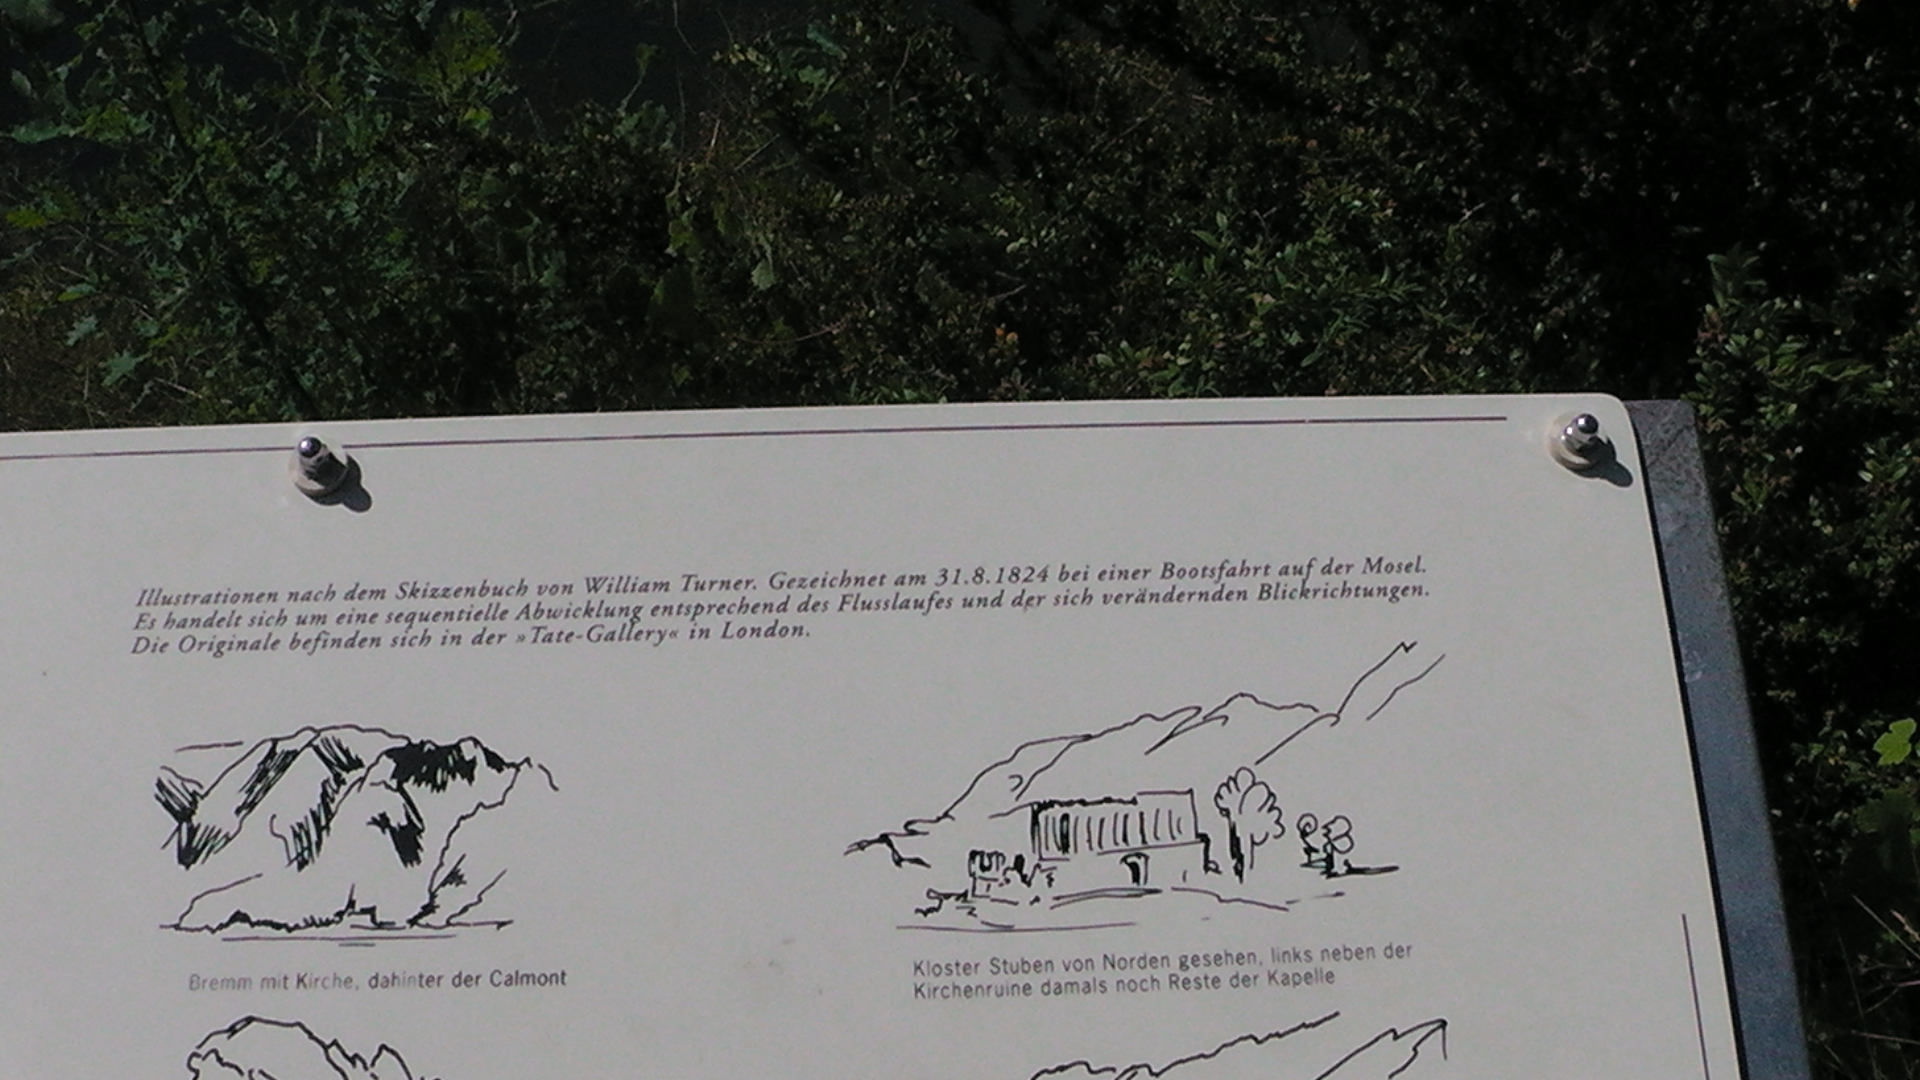 Illustrationen nach dem Skizzenbuch von William Turner. Gezeichnet am 31.8.1824 bei einer Bootsfahrt auf der Mosel.
Es handelt sich um eine sequentielle Abwicklung entsprechend des Flusslaufes und der sich verändernden Blickrichtungen.
Die Originale befinden sich in der »Tate-Gallery« in London.
Bremm mit Kirche, dahinter der Calmont
Kloster Stuben von Norden gesehen, links neben der
Kirchenruine damals noch Reste der Kapelle